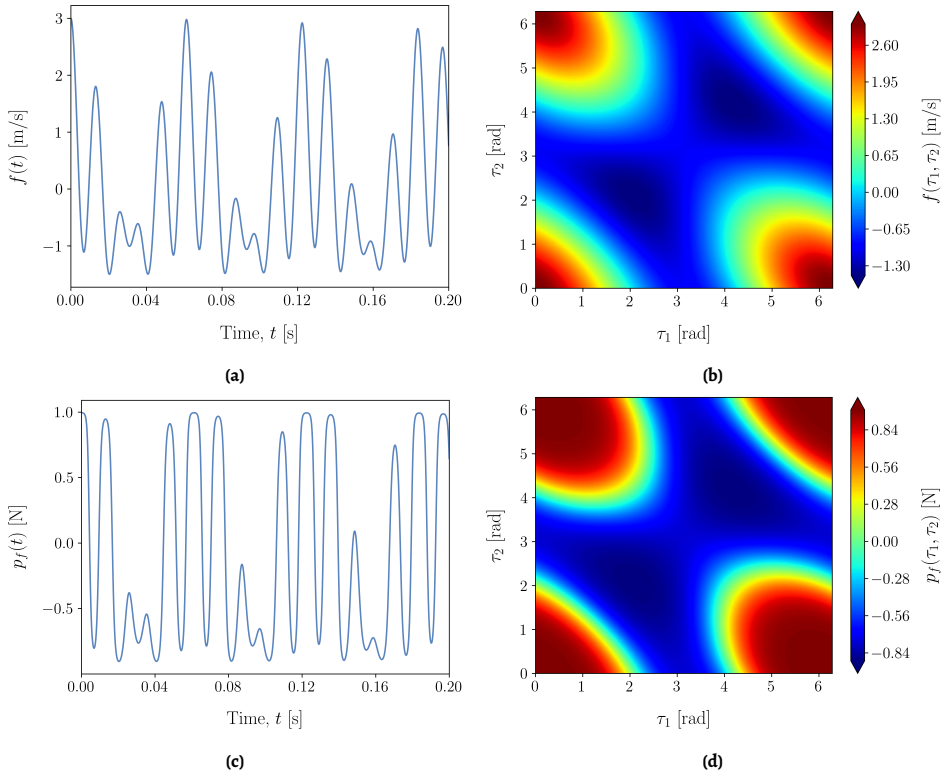 3
2
1
0
−1
f(t) [m/s]
0.00 0.04 0.08 0.12 0.16 0.20
Time, t [s]
(a)
6
5
4
3
2
1
0
τ₂ [rad]
0 1 2 3 4 5 6
τ₁ [rad]
2.60
1.95
1.30
0.65
0.00
−0.65
−1.30
f(τ₁, τ₂) [m/s]
(b)
1.0
0.5
0.0
−0.5
p_f(t) [N]
0.00 0.04 0.08 0.12 0.16 0.20
Time, t [s]
(c)
6
5
4
3
2
1
0
τ₂ [rad]
0 1 2 3 4 5 6
τ₁ [rad]
0.84
0.56
0.28
0.00
−0.28
−0.56
−0.84
p_f(τ₁, τ₂) [N]
(d)